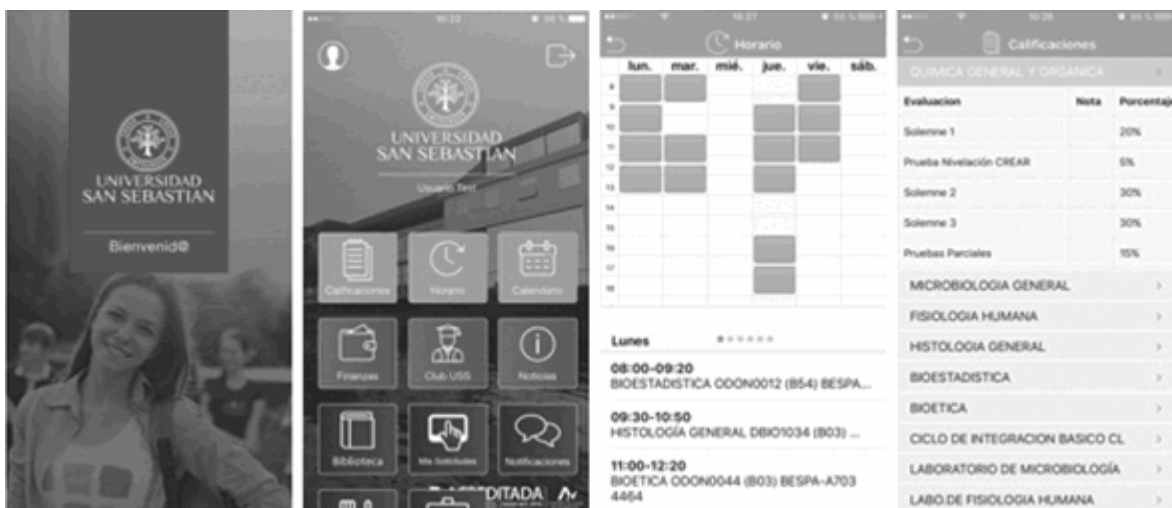 UNIVERSIDAD
SAN SEBASTIAN
Bienvenid@
10:22
UNIVERSIDAD
SAN SEBASTIAN
Usuario Test
Calificaciones
Horario
Calendario
Finanzas
Club USS
Noticias
Biblioteca
Mis Solicitudes
Notificaciones
ACREDITADA
10:27
Horario
lun. mar. mié. jue. vie. sáb.
8
9
10
11
12
13
14
15
16
17
18
Lunes
08:00-09:20
BIOESTADISTICA ODON0012 (B54) BESPA...
09:30-10:50
HISTOLOGÍA GENERAL DBIO1034 (B03) ...
11:00-12:20
BIOETICA ODON0044 (B03) BESPA-A703
4464
10:26
Calificaciones
QUIMICA GENERAL Y ORGANICA
Evaluacion Nota Porcentaje
Solemne 1 20%
Prueba Nivelación CREAR 5%
Solemne 2 30%
Solemne 3 30%
Pruebas Parciales 15%
MICROBIOLOGIA GENERAL
FISIOLOGIA HUMANA
HISTOLOGIA GENERAL
BIOESTADISTICA
BIOETICA
CICLO DE INTEGRACION BASICO CL
LABORATORIO DE MICROBIOLOGÍA
LABO.DE FISIOLOGIA HUMANA